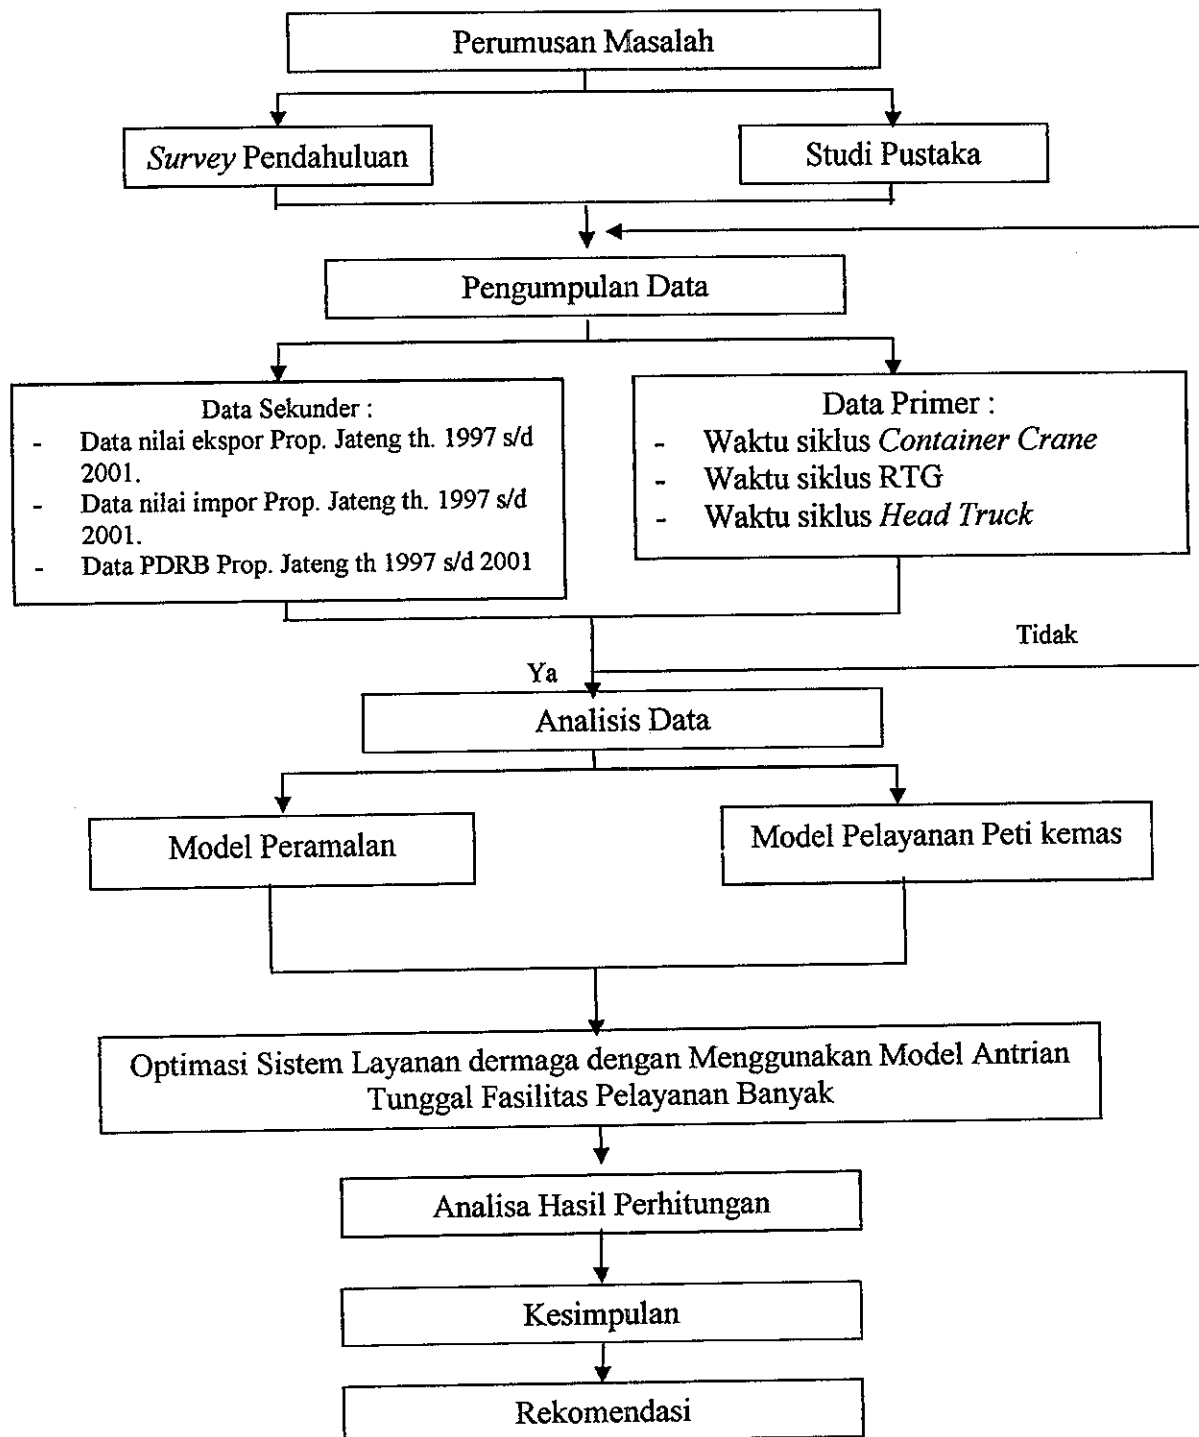 Perumusan Masalah
Survey Pendahuluan
Studi Pustaka
Pengumpulan Data
Data Sekunder :
- Data nilai ekspor Prop. Jateng th. 1997 s/d
2001.
- Data nilai impor Prop. Jateng th. 1997 s/d
2001.
- Data PDRB Prop. Jateng th 1997 s/d 2001
Data Primer :
- Waktu siklus Container Crane
- Waktu siklus RTG
- Waktu siklus Head Truck
Tidak
Ya
Analisis Data
Model Peramalan
Model Pelayanan Peti kemas
Optimasi Sistem Layanan dermaga dengan Menggunakan Model Antrian
Tunggal Fasilitas Pelayanan Banyak
Analisa Hasil Perhitungan
Kesimpulan
Rekomendasi